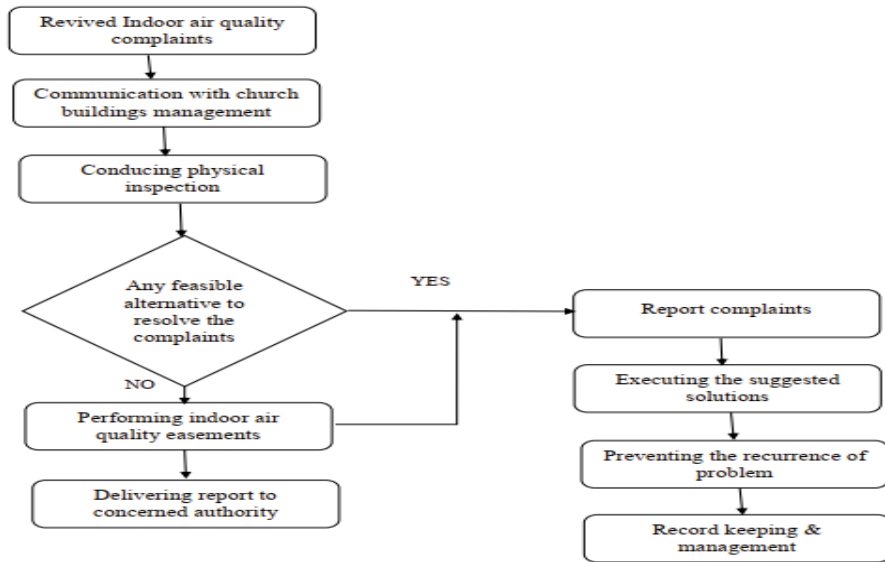 Revived Indoor air quality
complaints
Communication with church
buildings management
Conducing physical
inspection
Any feasible
alternative to
resolve the
complaints
YES
NO
Performing indoor air
quality easements
Delivering report to
concerned authority
Report complaints
Executing the suggested
solutions
Preventing the recurrence of
problem
Record keeping &
management